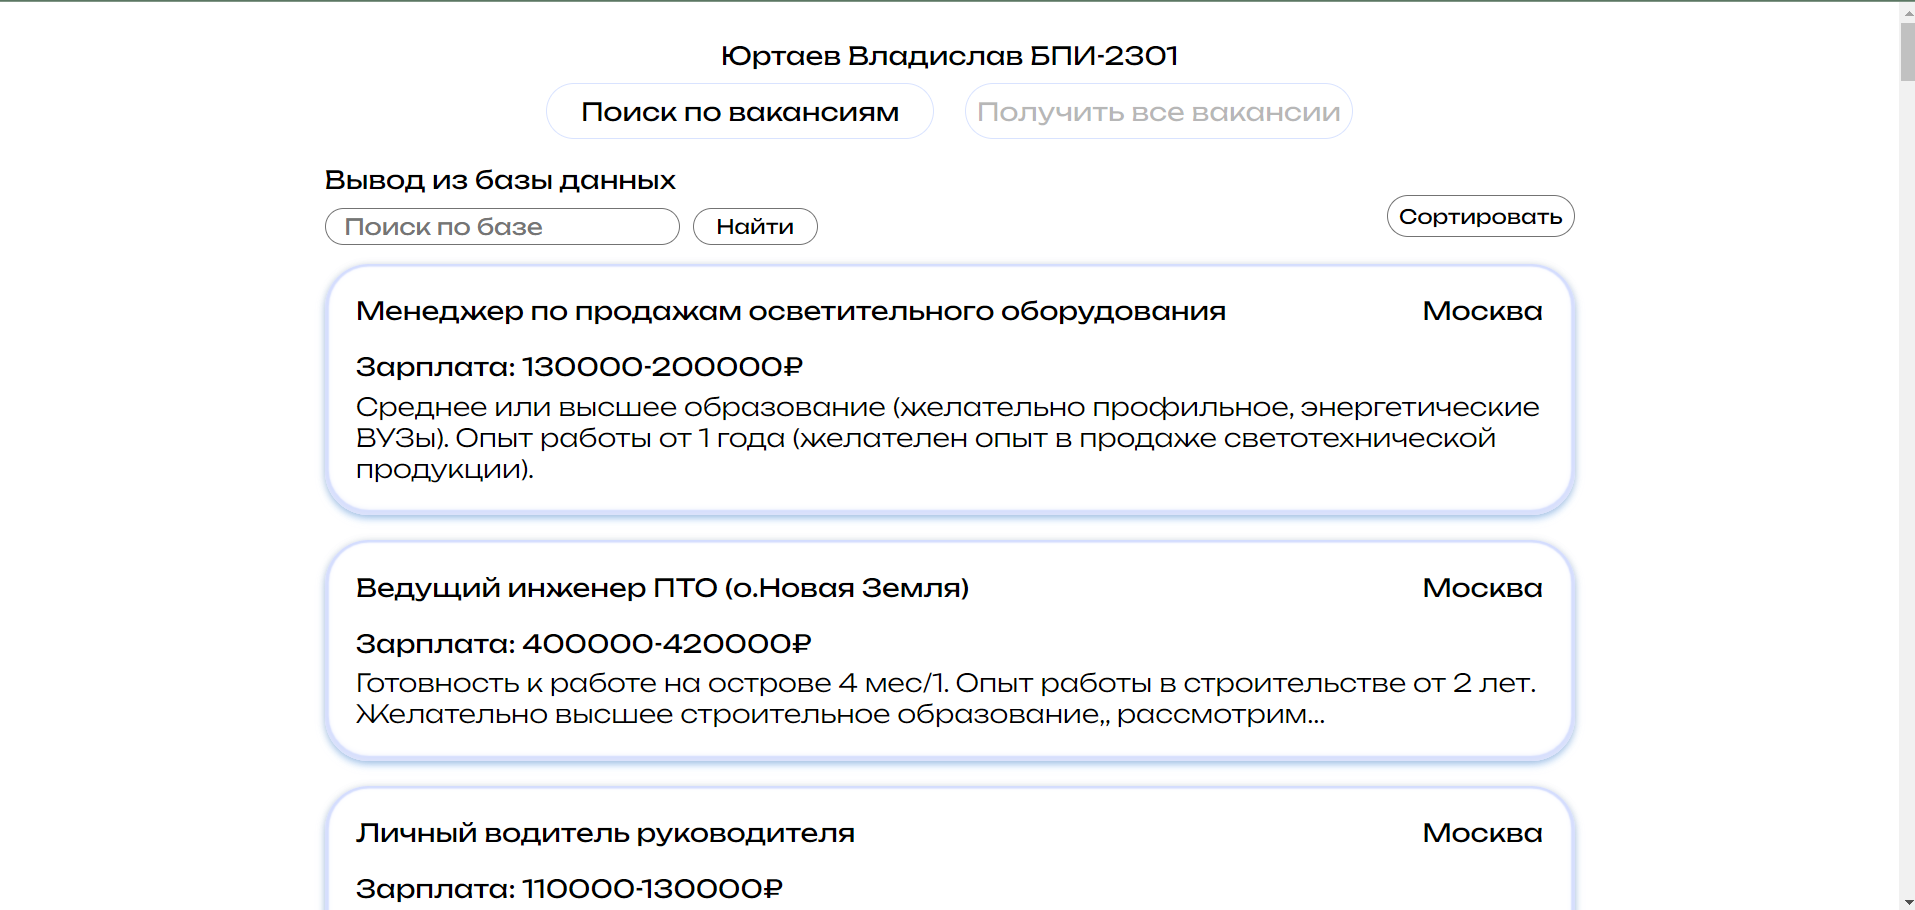 Юртаев Владислав БПИ-2301
Поиск по вакансиям
Получить все вакансии
Вывод из базы данных
Поиск по базе
Найти
Сортировать
Менеджер по продажам осветительного оборудования
Москва
Зарплата: 130000-200000₽
Среднее или высшее образование (желательно профильное, энергетические
ВУЗы). Опыт работы от 1 года (желателен опыт в продаже светотехнической
продукции).
Ведущий инженер ПТО (о.Новая Земля)
Москва
Зарплата: 400000-420000₽
Готовность к работе на острове 4 мес/1. Опыт работы в строительстве от 2 лет.
Желательно высшее строительное образование,, рассмотрим...
Личный водитель руководителя
Москва
Зарплата: 110000-130000₽